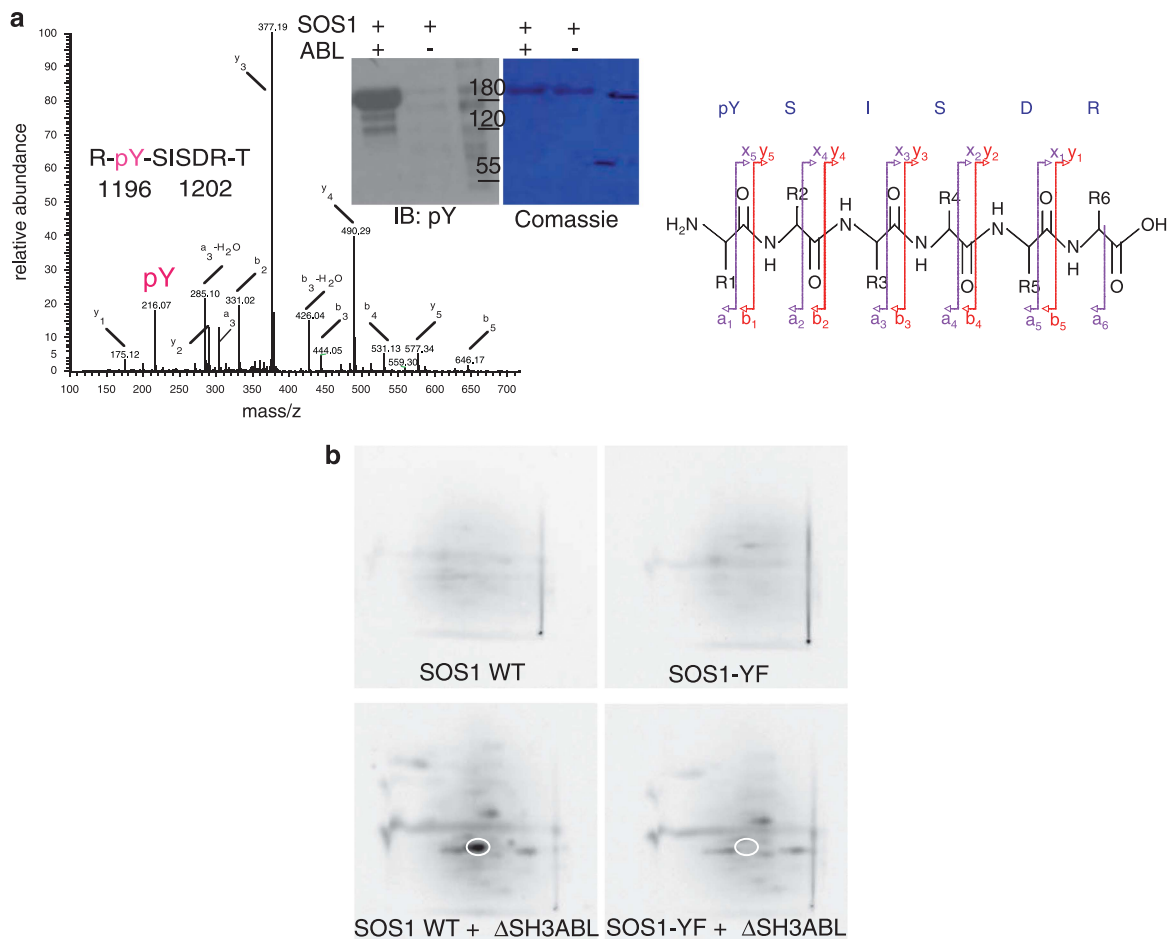 a
SOS1 + + + +
ABL + - + -
180
120
55
IB: pY
Comassie
relative abundance
100
90
80
70
60
50
40
30
20
10
5
0
377.19
y3
R-pY-SISDR-T
1196 1202
y4
490.29
pY
216.07
a3-H2O
285.10
b2
331.02
b3-H2O
426.04
b3
444.05
b4
531.13
559.30
y5
577.34
b5
646.17
y1
175.12
y2
a3
100 150 200 250 300 350 400 450 500 550 600 650 700
mass/z
pY S I S D R
x5 y5 x4 y4 x3 y3 x2 y2 x1 y1
R2 R4 R6
O H O H O OH
H2N N N N N N
H O H O H O
R1 R3 R5
a1 b1 a2 b2 a3 b3 a4 b4 a5 b5 a6
b
SOS1 WT
SOS1-YF
SOS1 WT + ΔSH3ABL
SOS1-YF + ΔSH3ABL